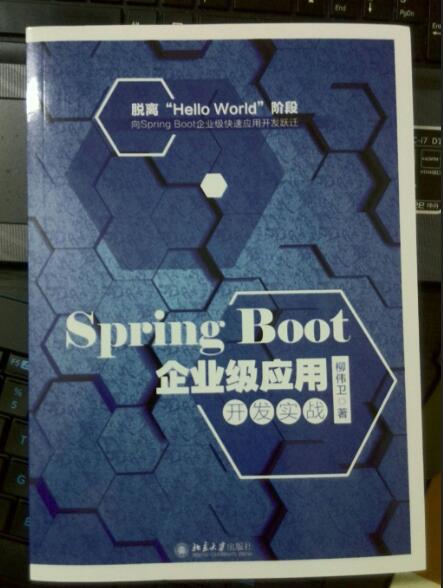 脱离“Hello World”阶段
向Spring Boot企业级快速应用开发跃迁
Spring Boot
企业级应用
开发实战
柳伟卫◎著
北京大学出版社
PgDn